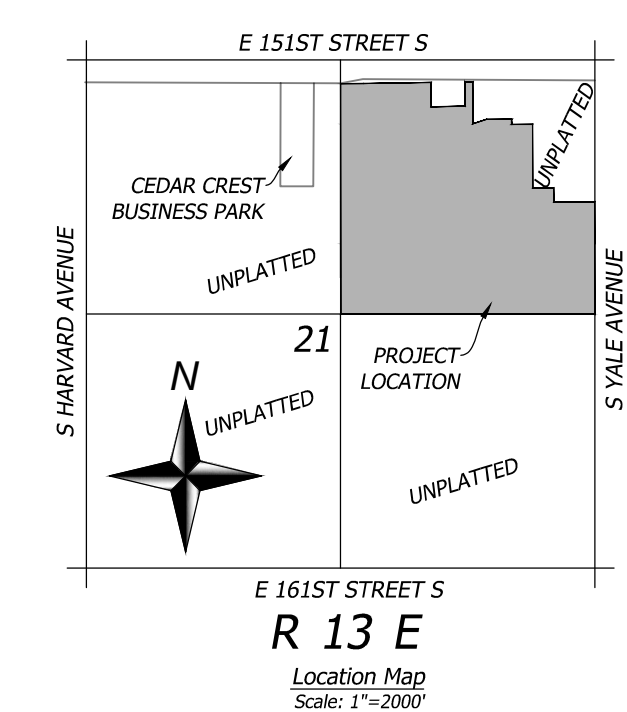 E 151ST STREET S
UNPLATTED
CEDAR CREST
BUSINESS PARK
S HARVARD AVENUE
UNPLATTED
S YALE AVENUE
21
PROJECT
LOCATION
N
UNPLATTED
UNPLATTED
E 161ST STREET S
R 13 E
Location Map
Scale: 1"=2000'